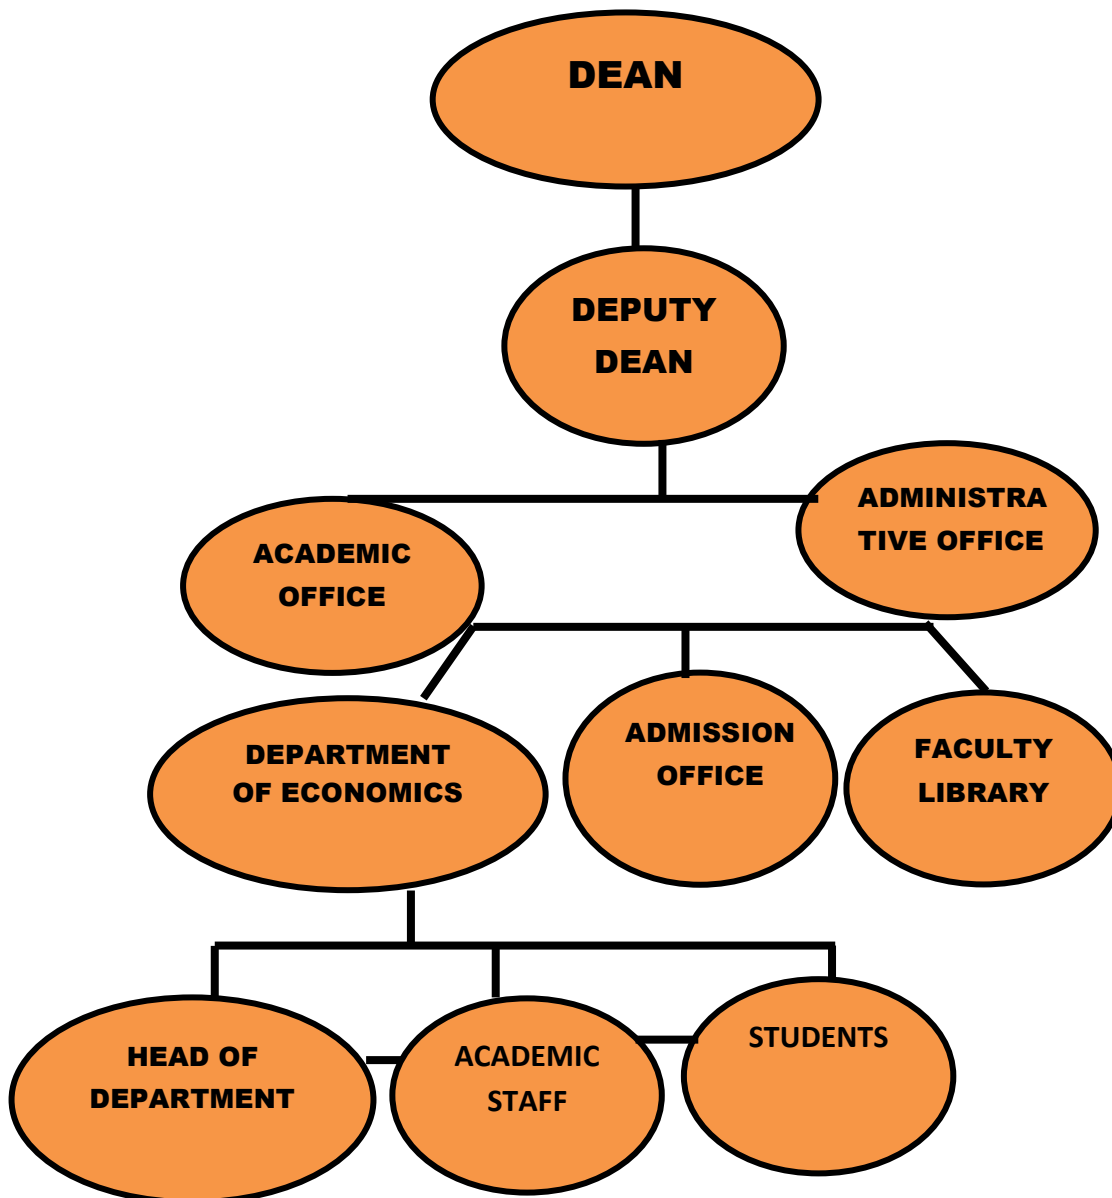 DEAN
DEPUTY
DEAN
ADMINISTRA
TIVE OFFICE
ACADEMIC
OFFICE
DEPARTMENT
OF ECONOMICS
ADMISSION
OFFICE
FACULTY
LIBRARY
HEAD OF
DEPARTMENT
ACADEMIC
STAFF
STUDENTS